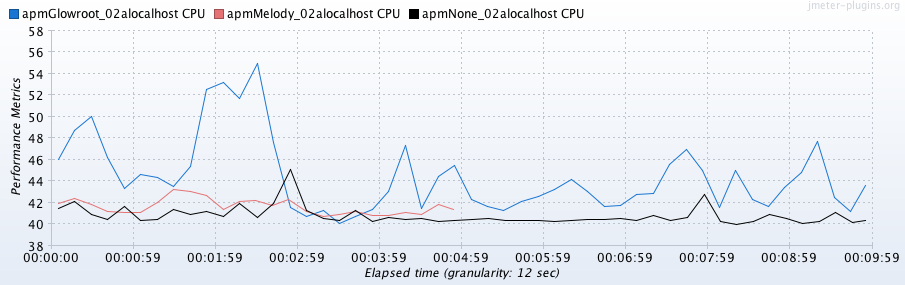 jmeter-plugins.org
apmGlowroot_02alocalhost CPU apmMelody_02alocalhost CPU apmNone_02alocalhost CPU
Performance Metrics
58
56
54
52
50
48
46
44
42
40
38
00:00:00 00:00:59 00:01:59 00:02:59 00:03:59 00:04:59 00:05:59 00:06:59 00:07:59 00:08:59 00:09:59
Elapsed time (granularity: 12 sec)